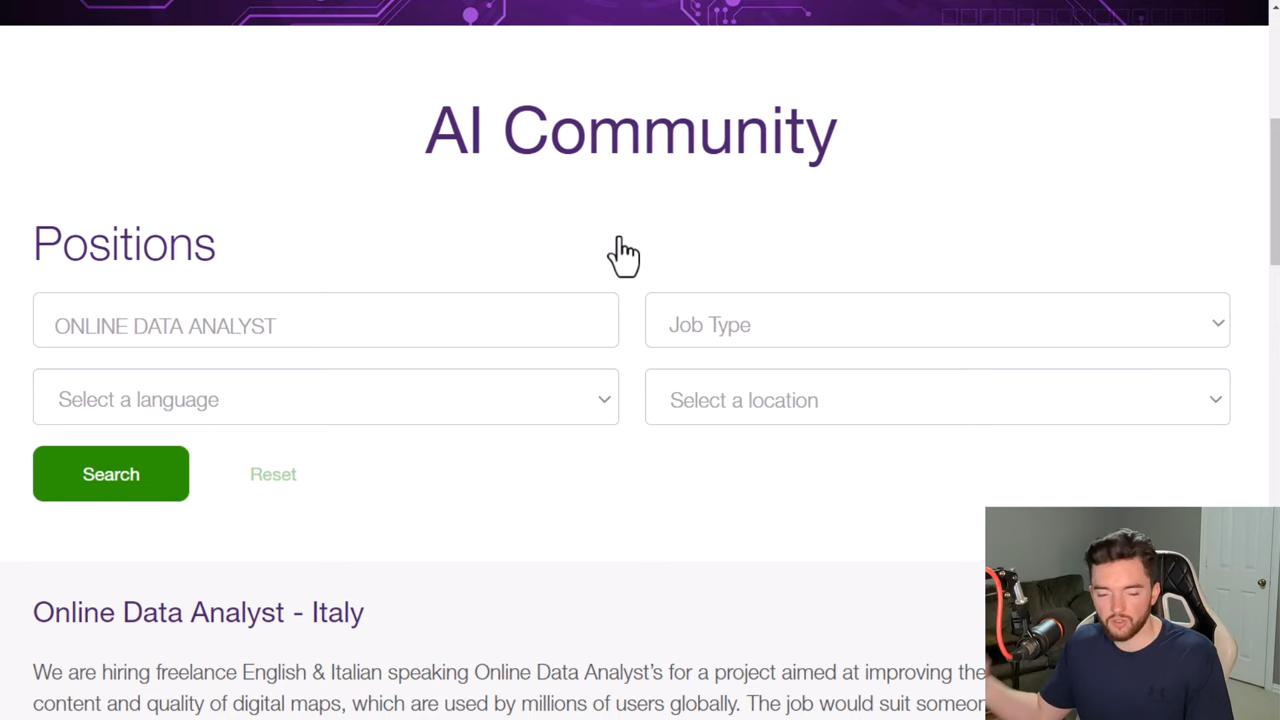 AI Community
Positions
ONLINE DATA ANALYST
Job Type
Select a language
Select a location
Search
Reset
Online Data Analyst - Italy
We are hiring freelance English & Italian speaking Online Data Analyst's for a project aimed at improving the
content and quality of digital maps, which are used by millions of users globally. The job would suit